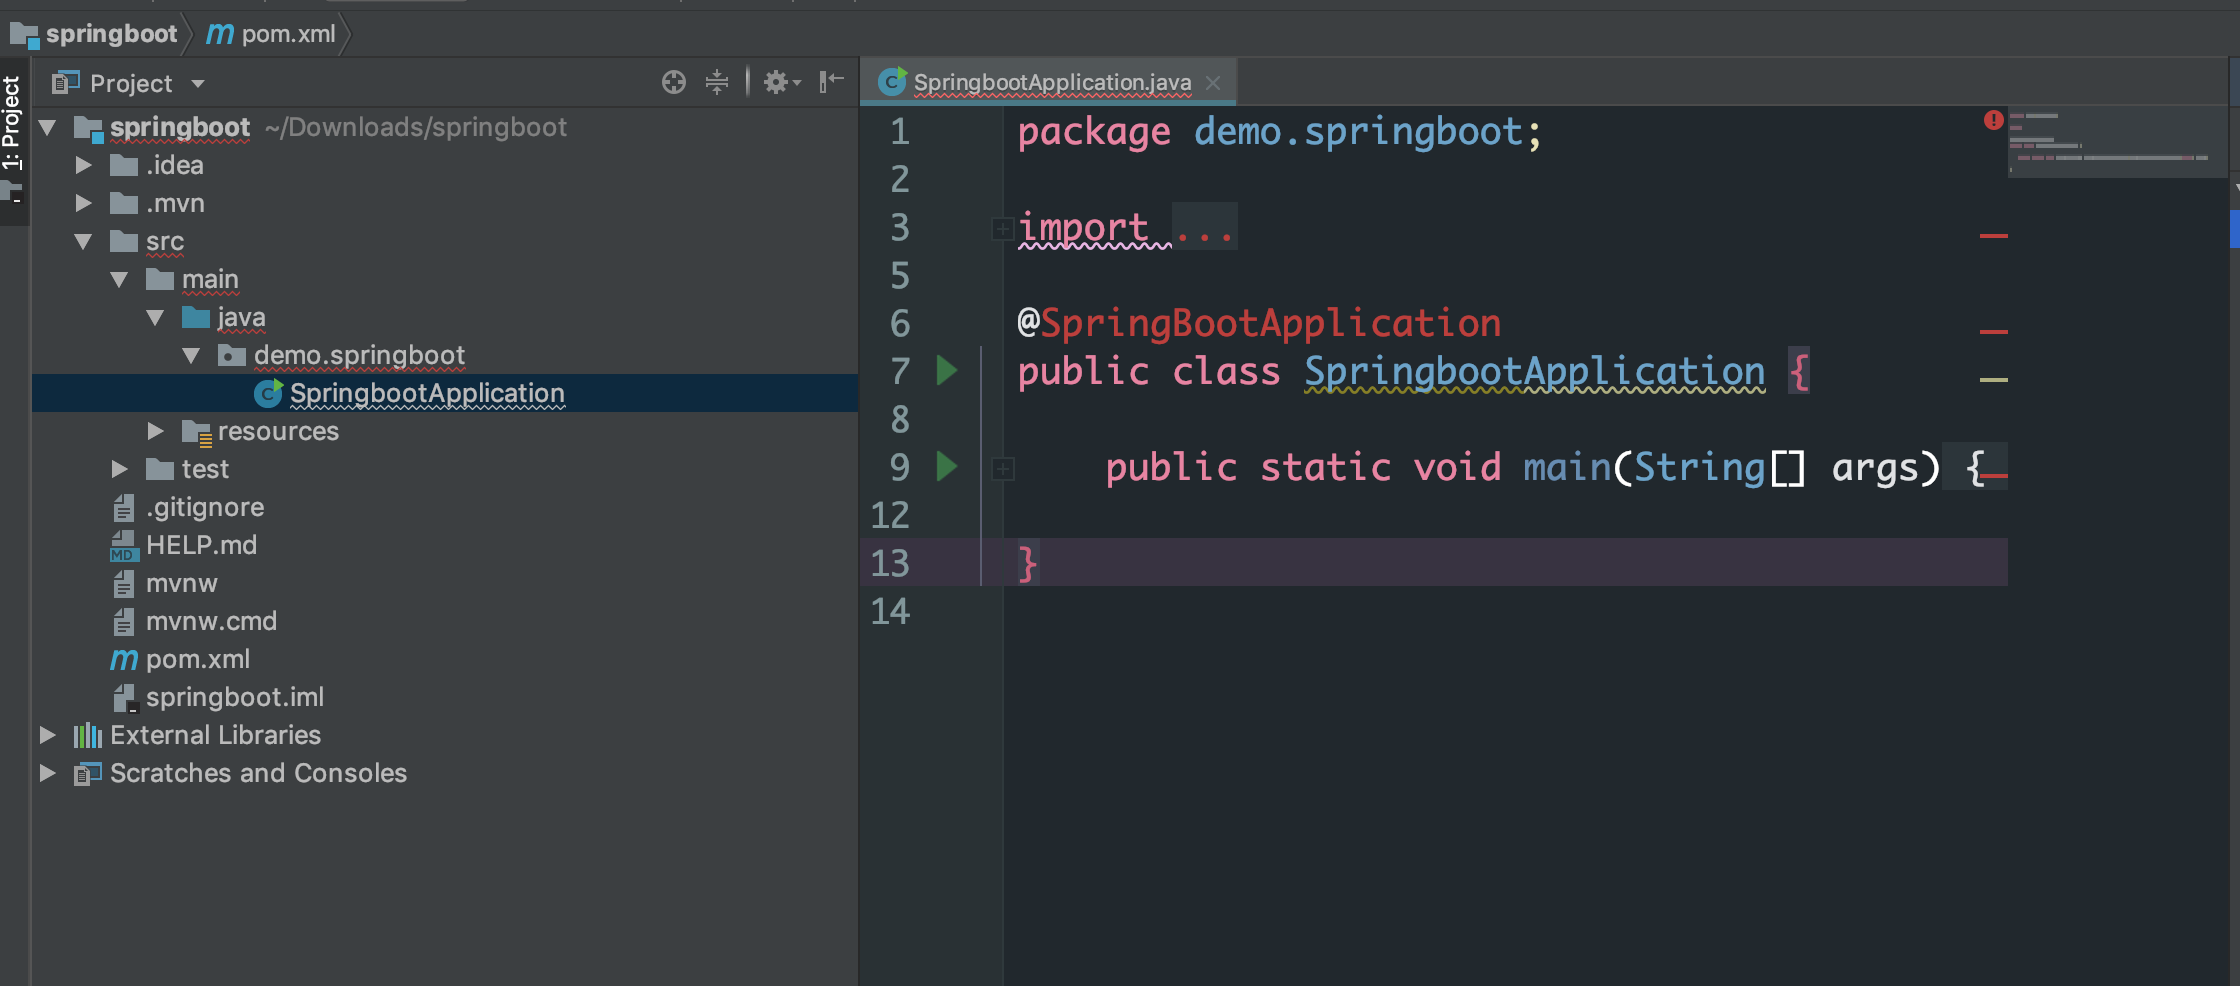 springboot
pom.xml
1: Project
Project
springboot ~/Downloads/springboot
.idea
.mvn
src
main
java
demo.springboot
SpringbootApplication
resources
test
.gitignore
HELP.md
mvnw
mvnw.cmd
pom.xml
springboot.iml
External Libraries
Scratches and Consoles
SpringbootApplication.java
1 package demo.springboot;
2
3 import ...
5
6 @SpringBootApplication
7 public class SpringbootApplication {
8
9 public static void main(String[] args) {
12
13 }
14